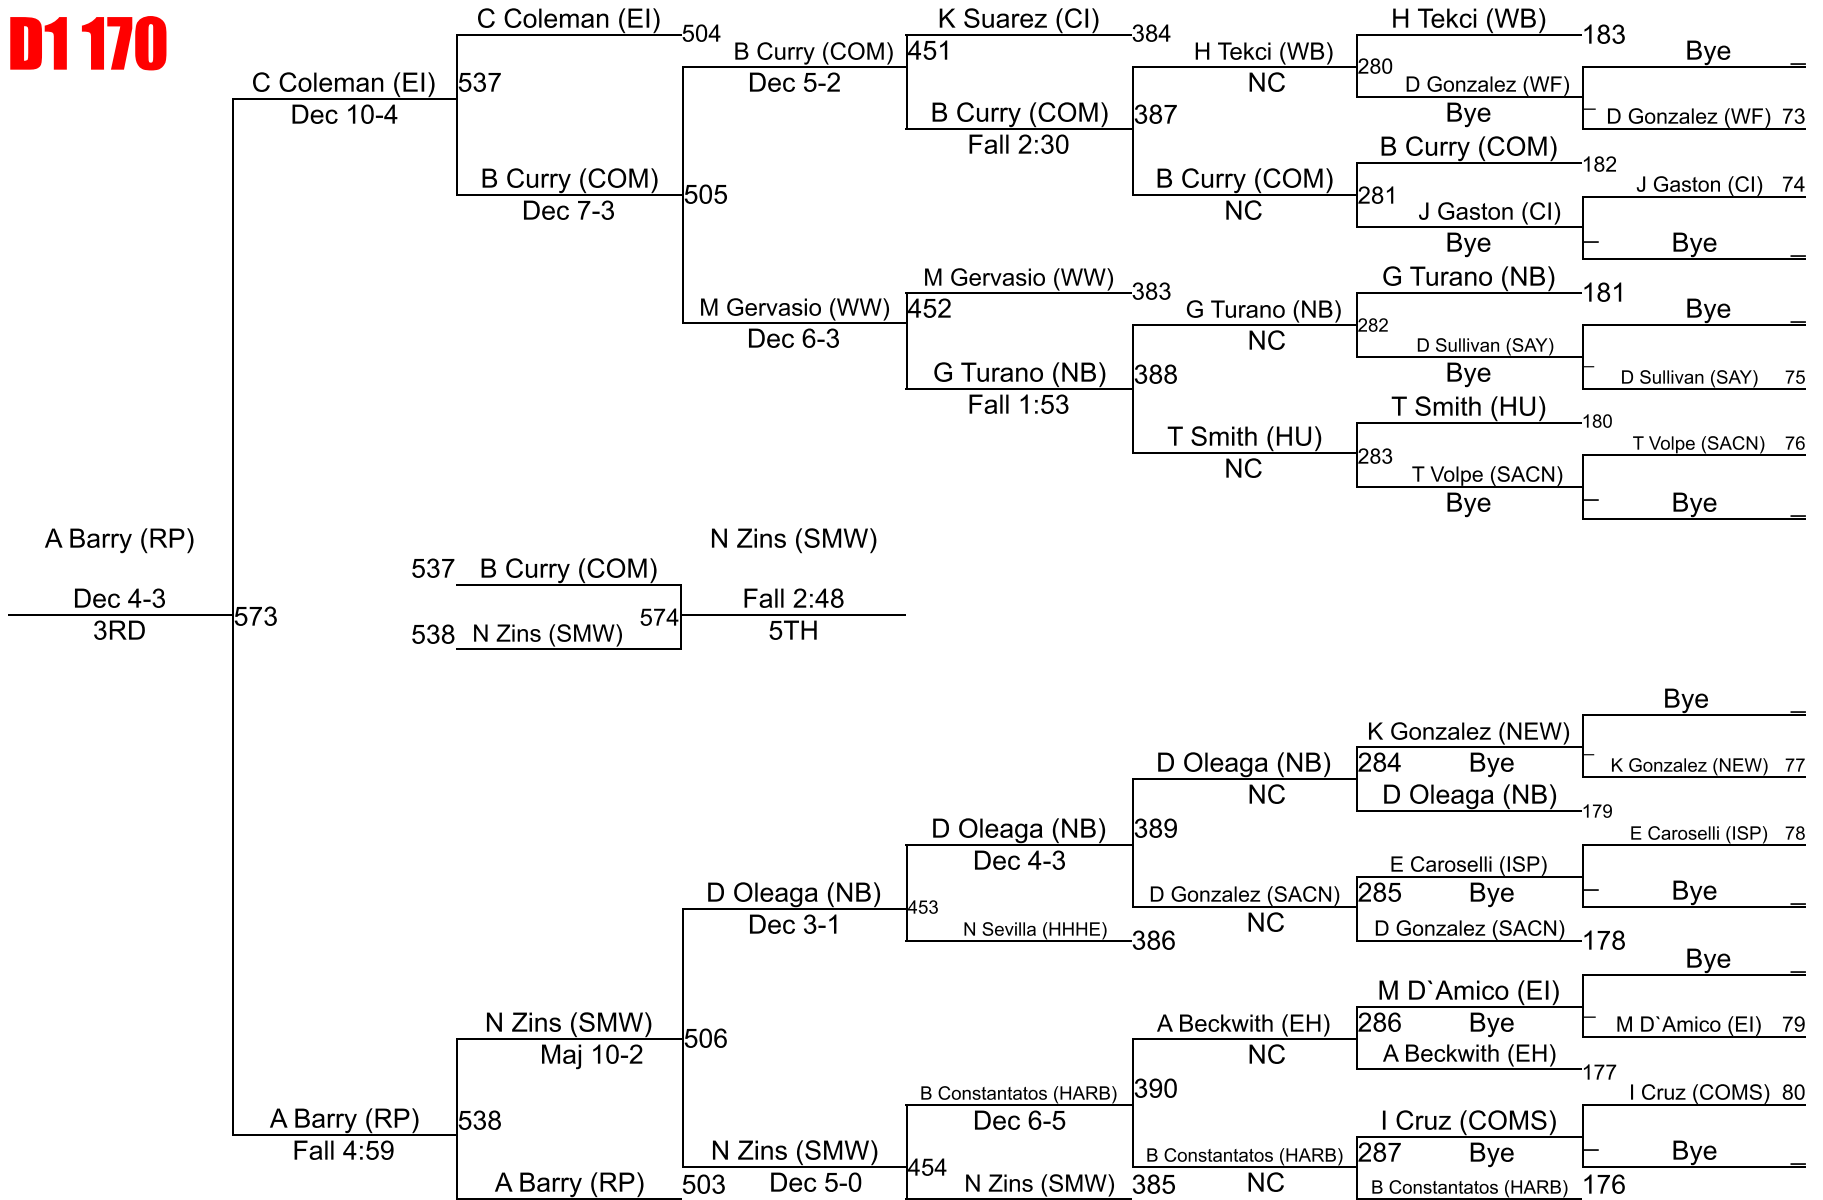 D1 170
C Coleman (EI)
504
K Suarez (CI)
384
H Tekci (WB)
183
Bye
_
B Curry (COM)
451
H Tekci (WB)
280
C Coleman (EI)
537
Dec 5-2
NC
D Gonzalez (WF)
Dec 10-4
B Curry (COM)
387
Bye
_
D Gonzalez (WF) 73
Fall 2:30
B Curry (COM)
182
B Curry (COM)
505
B Curry (COM)
281
J Gaston (CI) 74
Dec 7-3
NC
J Gaston (CI)
Bye
_
Bye
_
M Gervasio (WW)
383
G Turano (NB)
181
M Gervasio (WW)
452
G Turano (NB)
282
Bye
_
Dec 6-3
NC
D Sullivan (SAY)
G Turano (NB)
388
Bye
_
D Sullivan (SAY) 75
Fall 1:53
T Smith (HU)
180
T Smith (HU)
283
T Volpe (SACN) 76
NC
T Volpe (SACN)
Bye
_
Bye
_
A Barry (RP)
N Zins (SMW)
537 B Curry (COM)
Dec 4-3
573
574
Fall 2:48
3RD
538 N Zins (SMW)
5TH
Bye
_
K Gonzalez (NEW)
D Oleaga (NB)
284
Bye
_
K Gonzalez (NEW) 77
NC
D Oleaga (NB)
179
D Oleaga (NB)
389
E Caroselli (ISP) 78
Dec 4-3
E Caroselli (ISP)
D Oleaga (NB)
453
D Gonzalez (SACN)
285
Bye
_
Bye
_
Dec 3-1
N Sevilla (HHHE)
386
NC
D Gonzalez (SACN)
178
Bye
_
M D`Amico (EI)
N Zins (SMW)
506
A Beckwith (EH)
286
Bye
_
M D`Amico (EI) 79
Maj 10-2
NC
A Beckwith (EH)
177
B Constantatos (HARB)
390
I Cruz (COMS) 80
A Barry (RP)
538
Dec 6-5
I Cruz (COMS)
Fall 4:59
N Zins (SMW)
454
B Constantatos (HARB)
287
Bye
_
Bye
_
A Barry (RP)
503
Dec 5-0
N Zins (SMW)
385
NC
B Constantatos (HARB)
176